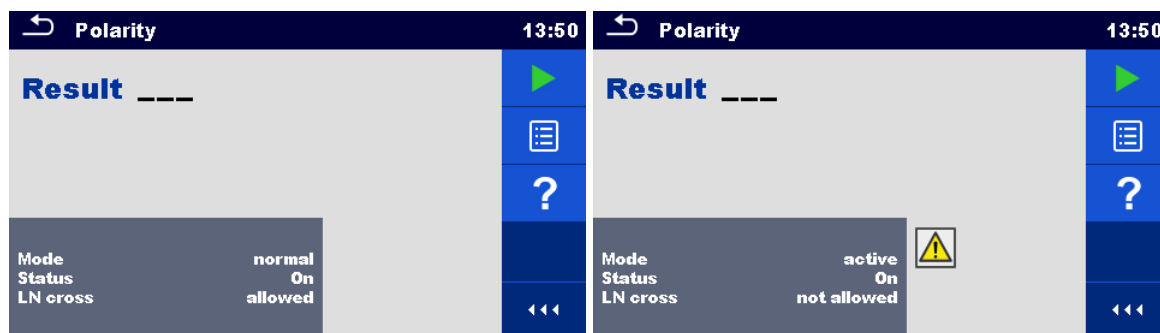 Polarity 13:50
Result ___
?
Mode normal
Status On
LN cross allowed
Polarity 13:50
Result ___
?
Mode active
Status On
LN cross not allowed